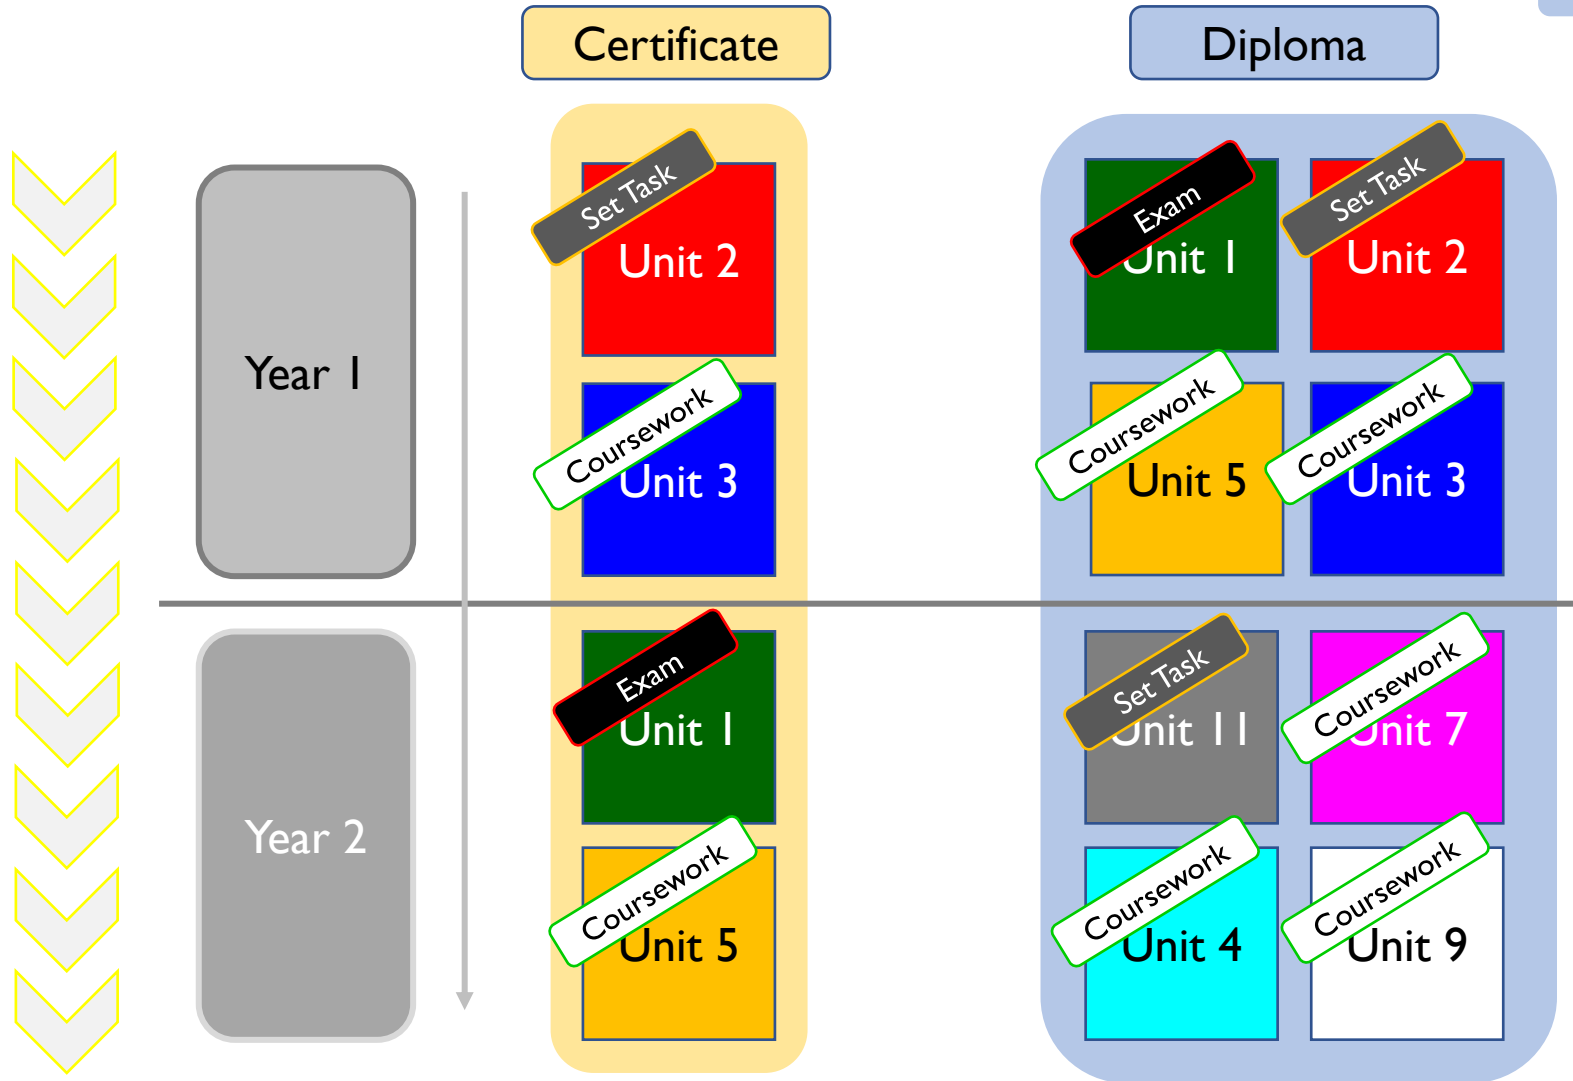 Certificate
Diploma
Year 1
Set Task
Unit 2
Exam
Unit 1
Set Task
Unit 2
Coursework
Unit 3
Coursework
Unit 5
Coursework
Unit 3
Year 2
Exam
Unit 1
Set Task
Unit 11
Coursework
Unit 7
Coursework
Unit 5
Coursework
Unit 4
Coursework
Unit 9